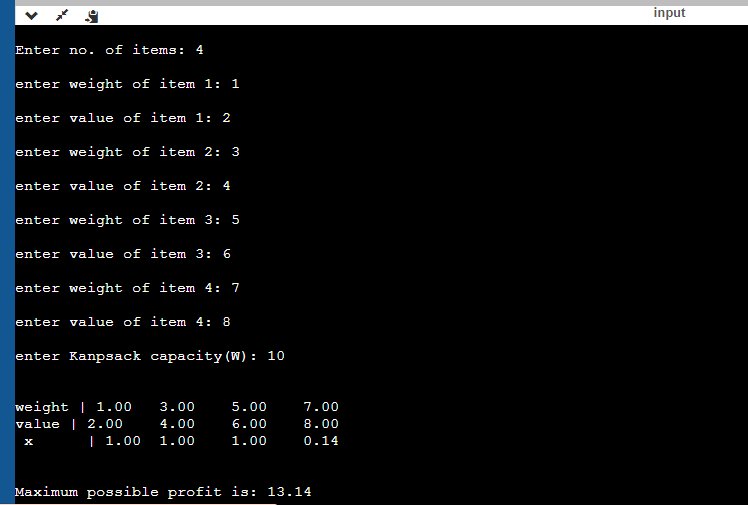 input
Enter no. of items: 4
enter weight of item 1: 1
enter value of item 1: 2
enter weight of item 2: 3
enter value of item 2: 4
enter weight of item 3: 5
enter value of item 3: 6
enter weight of item 4: 7
enter value of item 4: 8
enter Kanpsack capacity(W): 10
weight | 1.00 3.00 5.00 7.00
value | 2.00 4.00 6.00 8.00
x | 1.00 1.00 1.00 0.14
Maximum possible profit is: 13.14